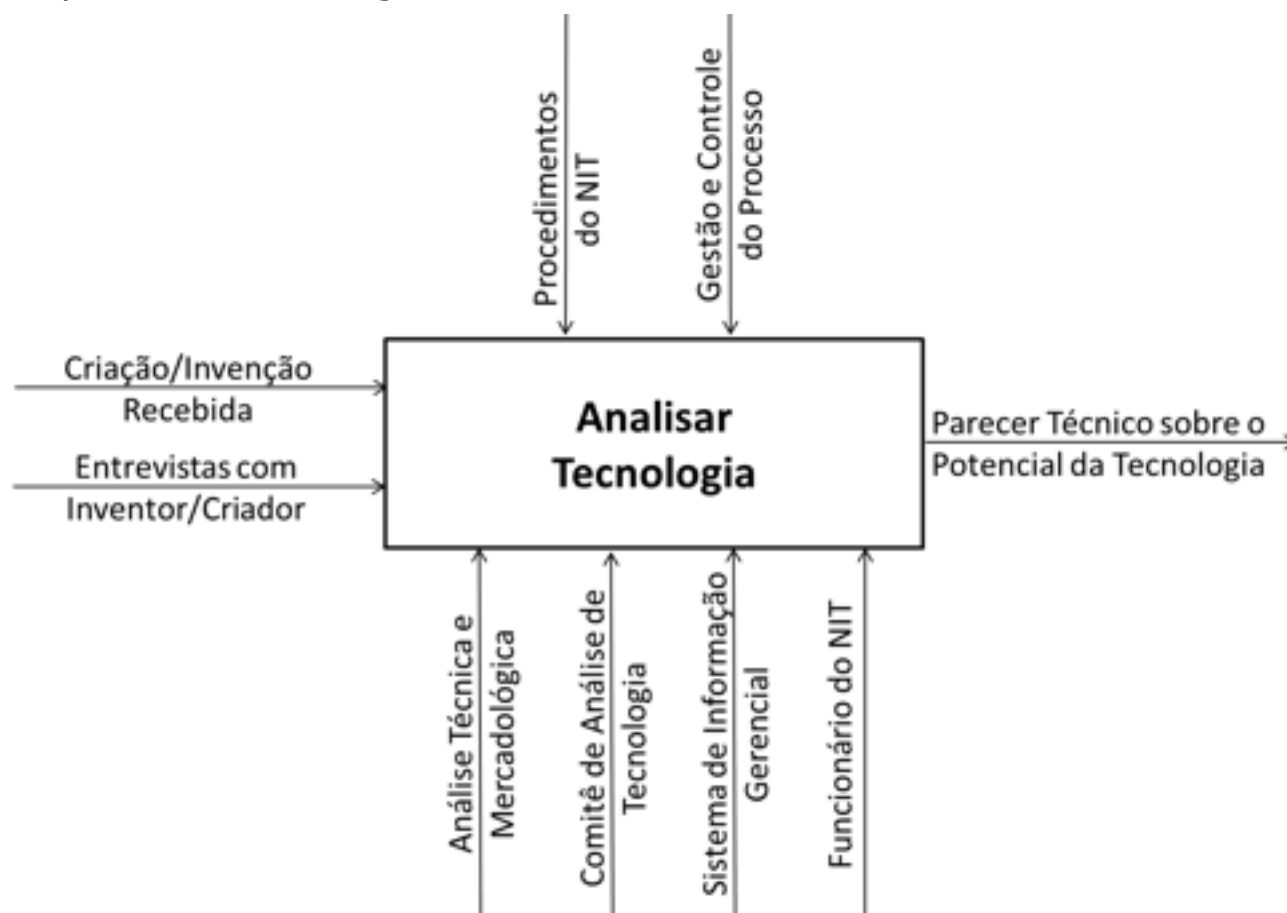 Procedimentos
do NIT
Gestão e Controle
do Processo
Criação/Invenção
Recebida
Entrevistas com
Inventor/Criador
Analisar
Tecnologia
Parecer Técnico sobre o
Potencial da Tecnologia
Análise Técnica e
Mercadológica
Comitê de Análise de
Tecnologia
Sistema de Informação
Gerencial
Funcionário do NIT